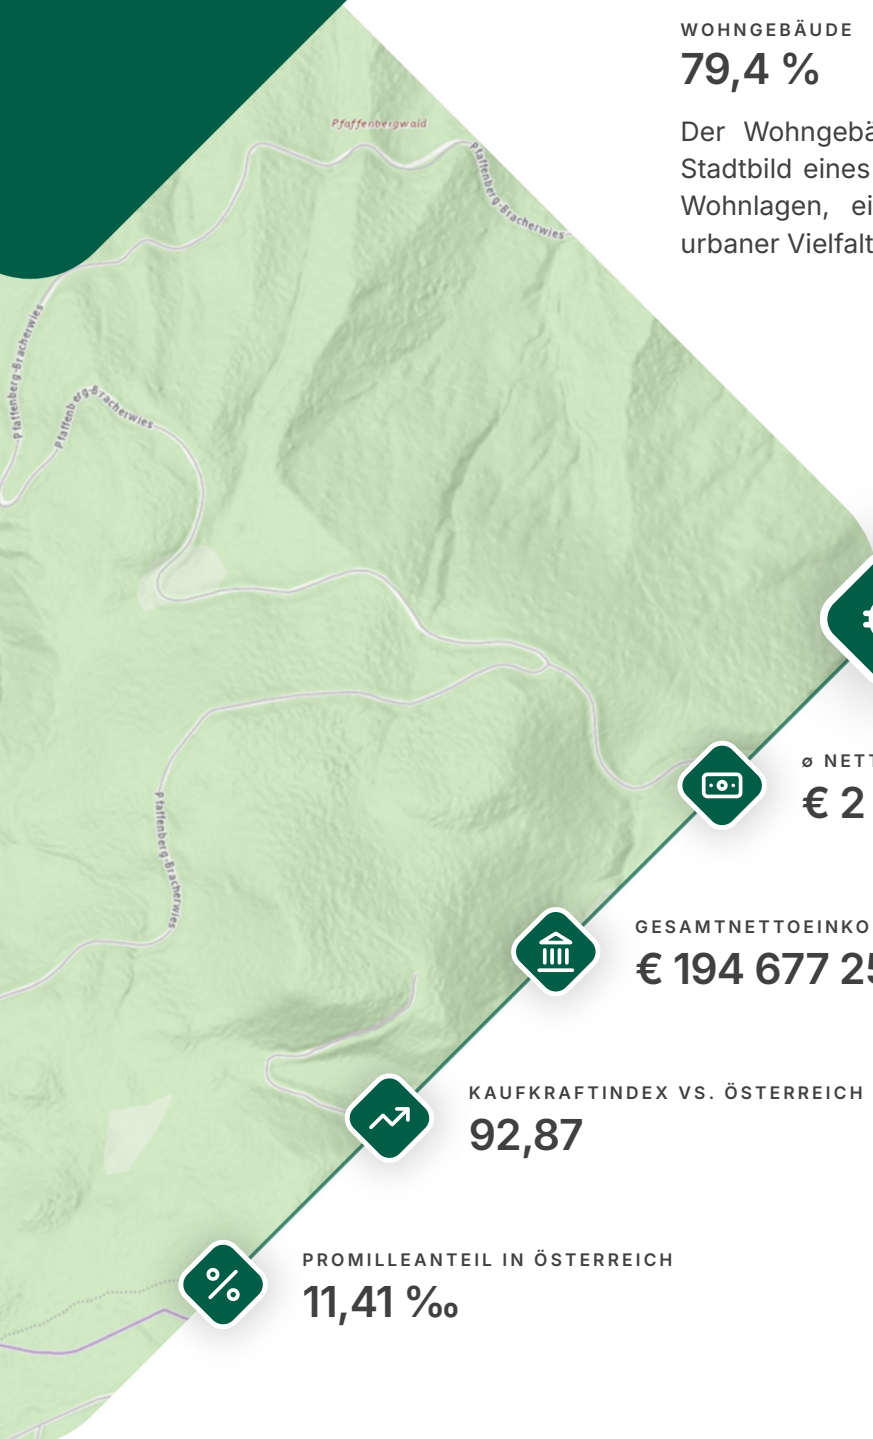 WOHNGEBÄUDE
79,4 %
Der Wohngebä
Stadtbild eines
Wohnlagen, ei
urbaner Vielfalt
Pfaffenbergwald
Pfaffenberg-Bracherwies
Pfaffenberg-Bracherwies
Pfaffenberg-Bracherwies
Pfaffenberg-Bracherwies
ø NETT
€ 2
GESAMTNETTOEINKO
€ 194 677 25
KAUFKRAFTINDEX VS. ÖSTERREICH
92,87
PROMILLEANTEIL IN ÖSTERREICH
11,41 ‰